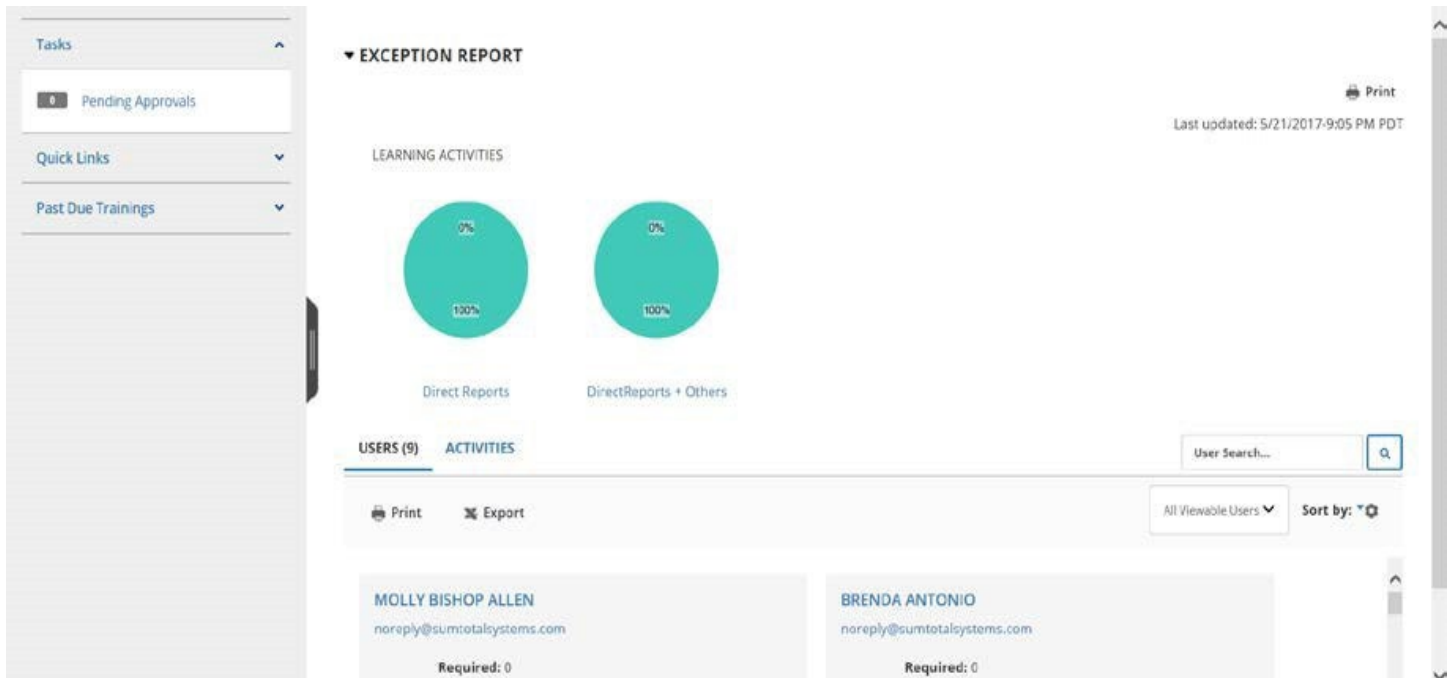 Tasks
0 Pending Approvals
Quick Links
Past Due Trainings
EXCEPTION REPORT
Print
Last updated: 5/21/2017-9:05 PM PDT
LEARNING ACTIVITIES
0% 0%
100% 100%
Direct Reports DirectReports + Others
USERS (9) ACTIVITIES
User Search...
Print Export
All Viewable Users Sort by:
MOLLY BISHOP ALLEN BRENDA ANTONIO
noreply@sumtotalsystems.com noreply@sumtotalsystems.com
Required: 0 Required: 0